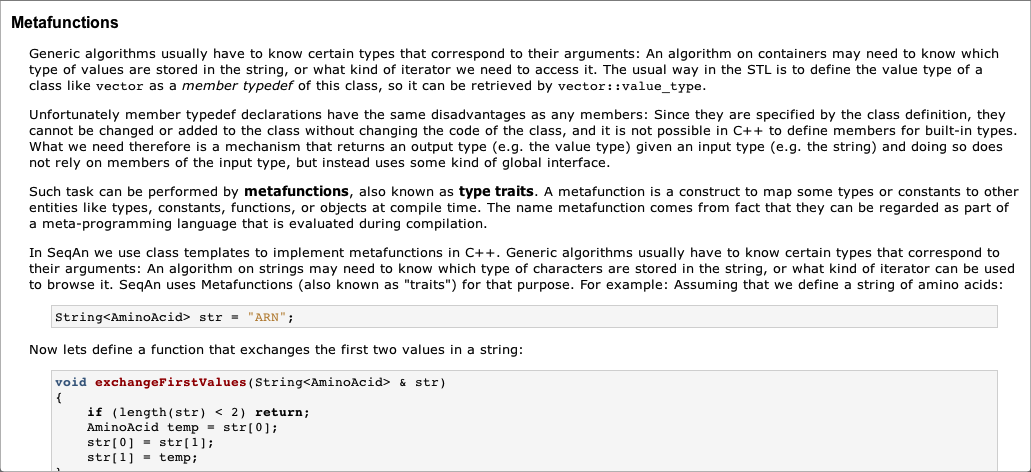 Metafunctions
Generic algorithms usually have to know certain types that correspond to their arguments: An algorithm on containers may need to know which
type of values are stored in the string, or what kind of iterator we need to access it. The usual way in the STL is to define the value type of a
class like vector as a member typedef of this class, so it can be retrieved by vector::value_type.
Unfortunately member typedef declarations have the same disadvantages as any members: Since they are specified by the class definition, they
cannot be changed or added to the class without changing the code of the class, and it is not possible in C++ to define members for built-in types.
What we need therefore is a mechanism that returns an output type (e.g. the value type) given an input type (e.g. the string) and doing so does
not rely on members of the input type, but instead uses some kind of global interface.
Such task can be performed by metafunctions, also known as type traits. A metafunction is a construct to map some types or constants to other
entities like types, constants, functions, or objects at compile time. The name metafunction comes from fact that they can be regarded as part of
a meta-programming language that is evaluated during compilation.
In SeqAn we use class templates to implement metafunctions in C++. Generic algorithms usually have to know certain types that correspond to
their arguments: An algorithm on strings may need to know which type of characters are stored in the string, or what kind of iterator can be used
to browse it. SeqAn uses Metafunctions (also known as "traits") for that purpose. For example: Assuming that we define a string of amino acids:
String<AminoAcid> str = "ARN";
Now lets define a function that exchanges the first two values in a string:
void exchangeFirstValues(String<AminoAcid> & str)
{
    if (length(str) < 2) return;
    AminoAcid temp = str[0];
    str[0] = str[1];
    str[1] = temp;
}